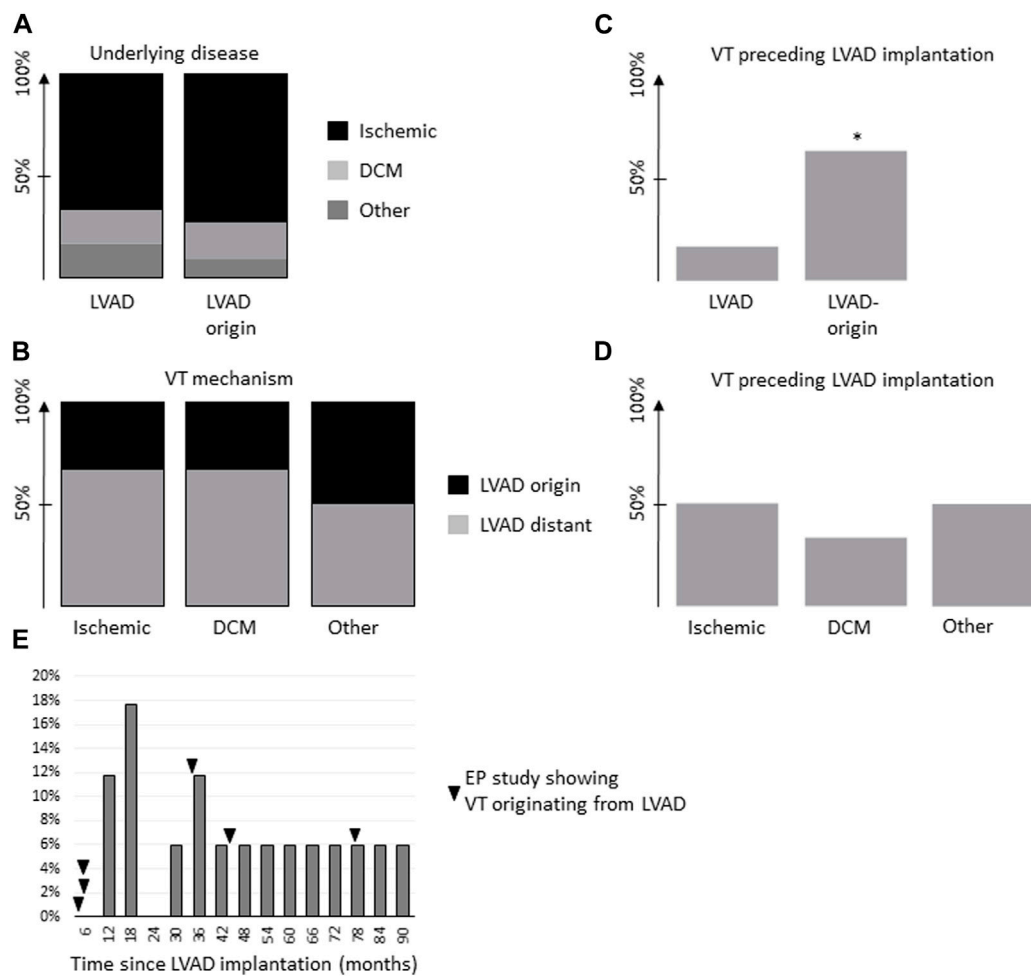 A
Underlying disease
100%
50%
LVAD
LVAD
origin
Ischemic
DCM
Other
C
VT preceding LVAD implantation
100%
50%
*
LVAD
LVAD-
origin
B
VT mechanism
100%
50%
Ischemic
DCM
Other
LVAD origin
LVAD distant
D
VT preceding LVAD implantation
100%
50%
Ischemic
DCM
Other
E
20%
18%
16%
14%
12%
10%
8%
6%
4%
2%
0%
6 12 18 24 30 36 42 48 54 60 66 72 78 84 90
Time since LVAD implantation (months)
EP study showing
VT originating from LVAD